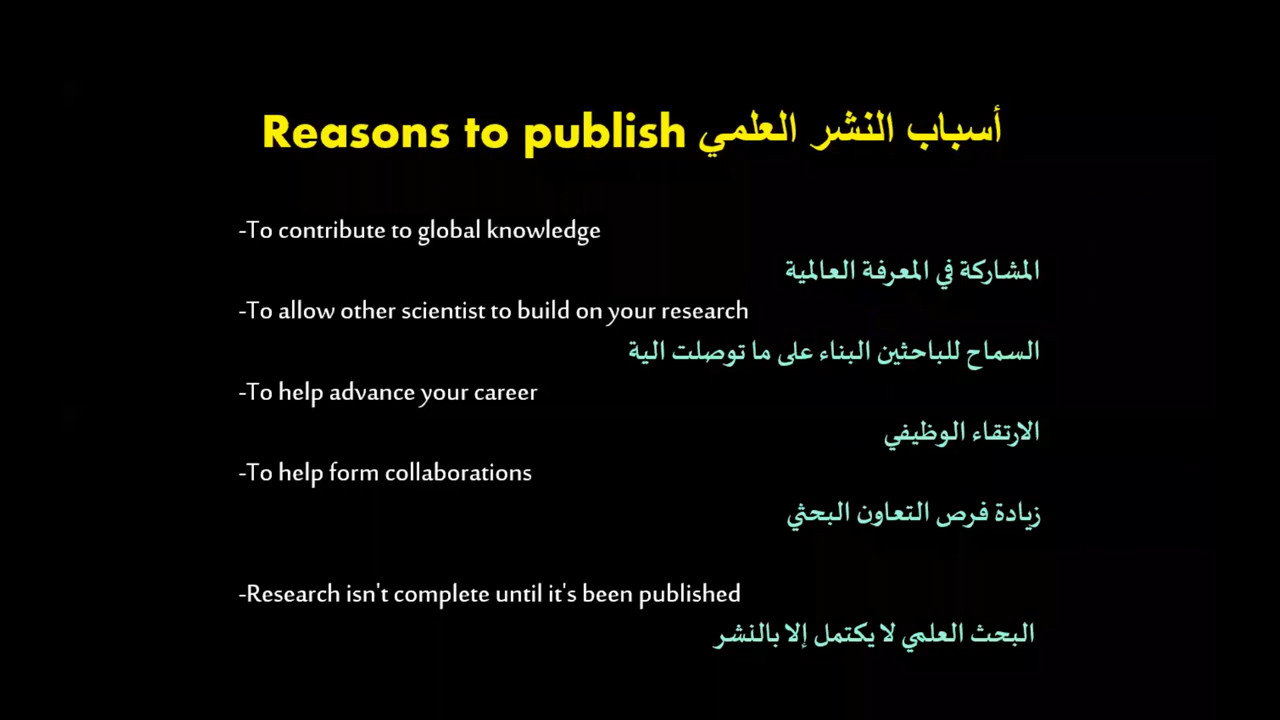 Reasons to publish أسباب النشر العلمي
-To contribute to global knowledge
المشاركة في المعرفة العالمية
-To allow other scientist to build on your research
السماح للباحثين البناء على ما توصلت الية
-To help advance your career
الارتقاء الوظيفي
-To help form collaborations
زيادة فرص التعاون البحثي
-Research isn't complete until it's been published
البحث العلمي لا يكتمل إلا بالنشر